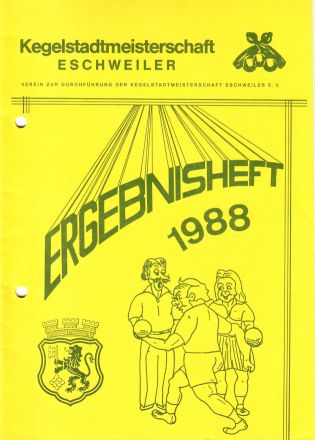 Kegelstadtmeisterschaft
ESCHWEILER
VEREIN ZUR DURCHFÜHRUNG DER KEGELSTADTMEISTERSCHAFT ESCHWEILER E. V.
ERGEBNISHEFT
1988